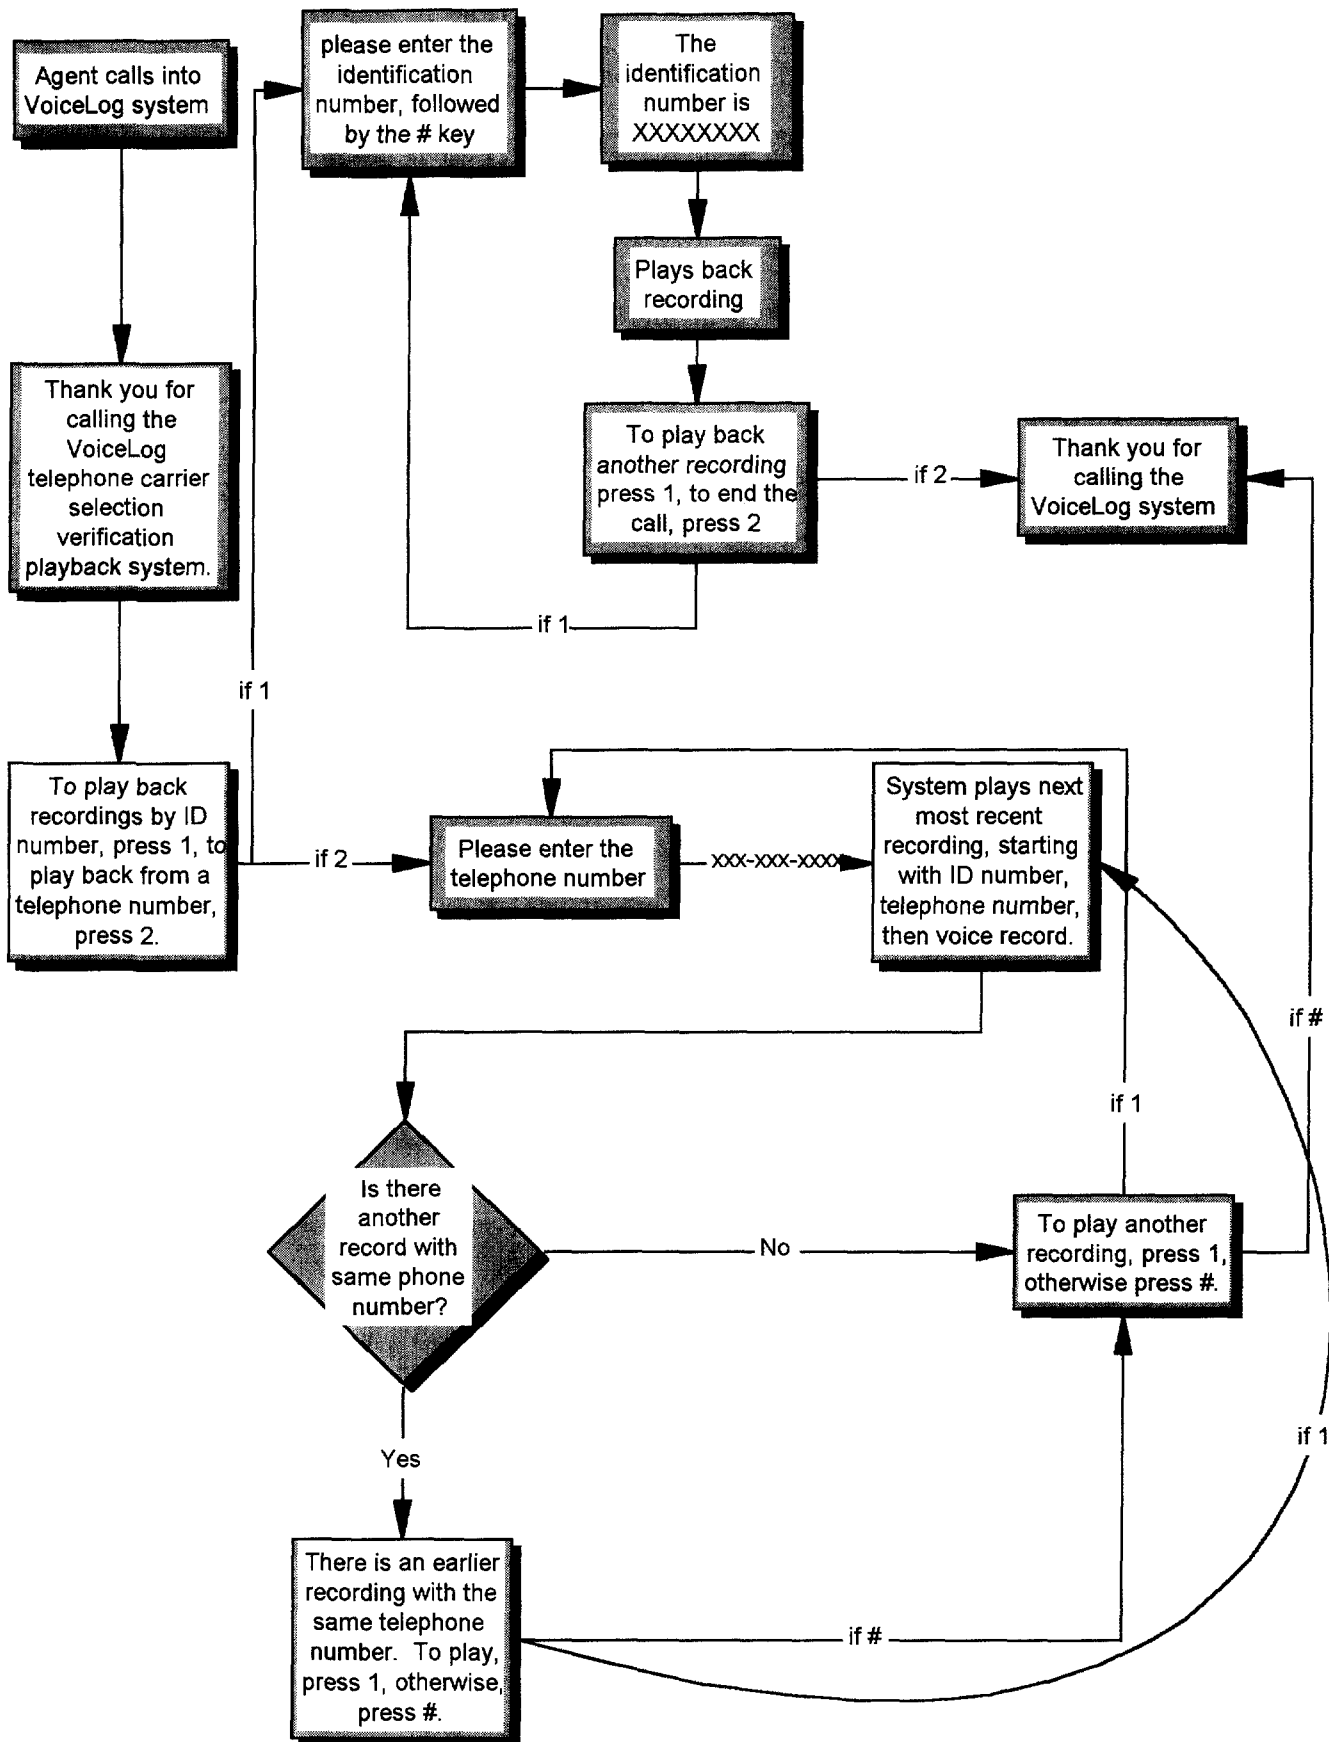 Agent calls into
VoiceLog system
please enter the
identification
number, followed
by the # key
The
identification
number is
XXXXXXXX
Plays back
recording
Thank you for
calling the
VoiceLog
telephone carrier
selection
verification
playback system.
To play back
another recording
press 1, to end the
call, press 2
if 2
Thank you for
calling the
VoiceLog system
if 1
if 1
To play back
recordings by ID
number, press 1, to
play back from a
telephone number,
press 2.
if 2
Please enter the
telephone number
xxx-xxx-xxxx
System plays next
most recent
recording, starting
with ID number,
telephone number,
then voice record.
if #
if 1
Is there
another
record with
same phone
number?
No
To play another
recording, press 1,
otherwise press #.
if 1
Yes
There is an earlier
recording with the
same telephone
number. To play,
press 1, otherwise,
press #.
if #